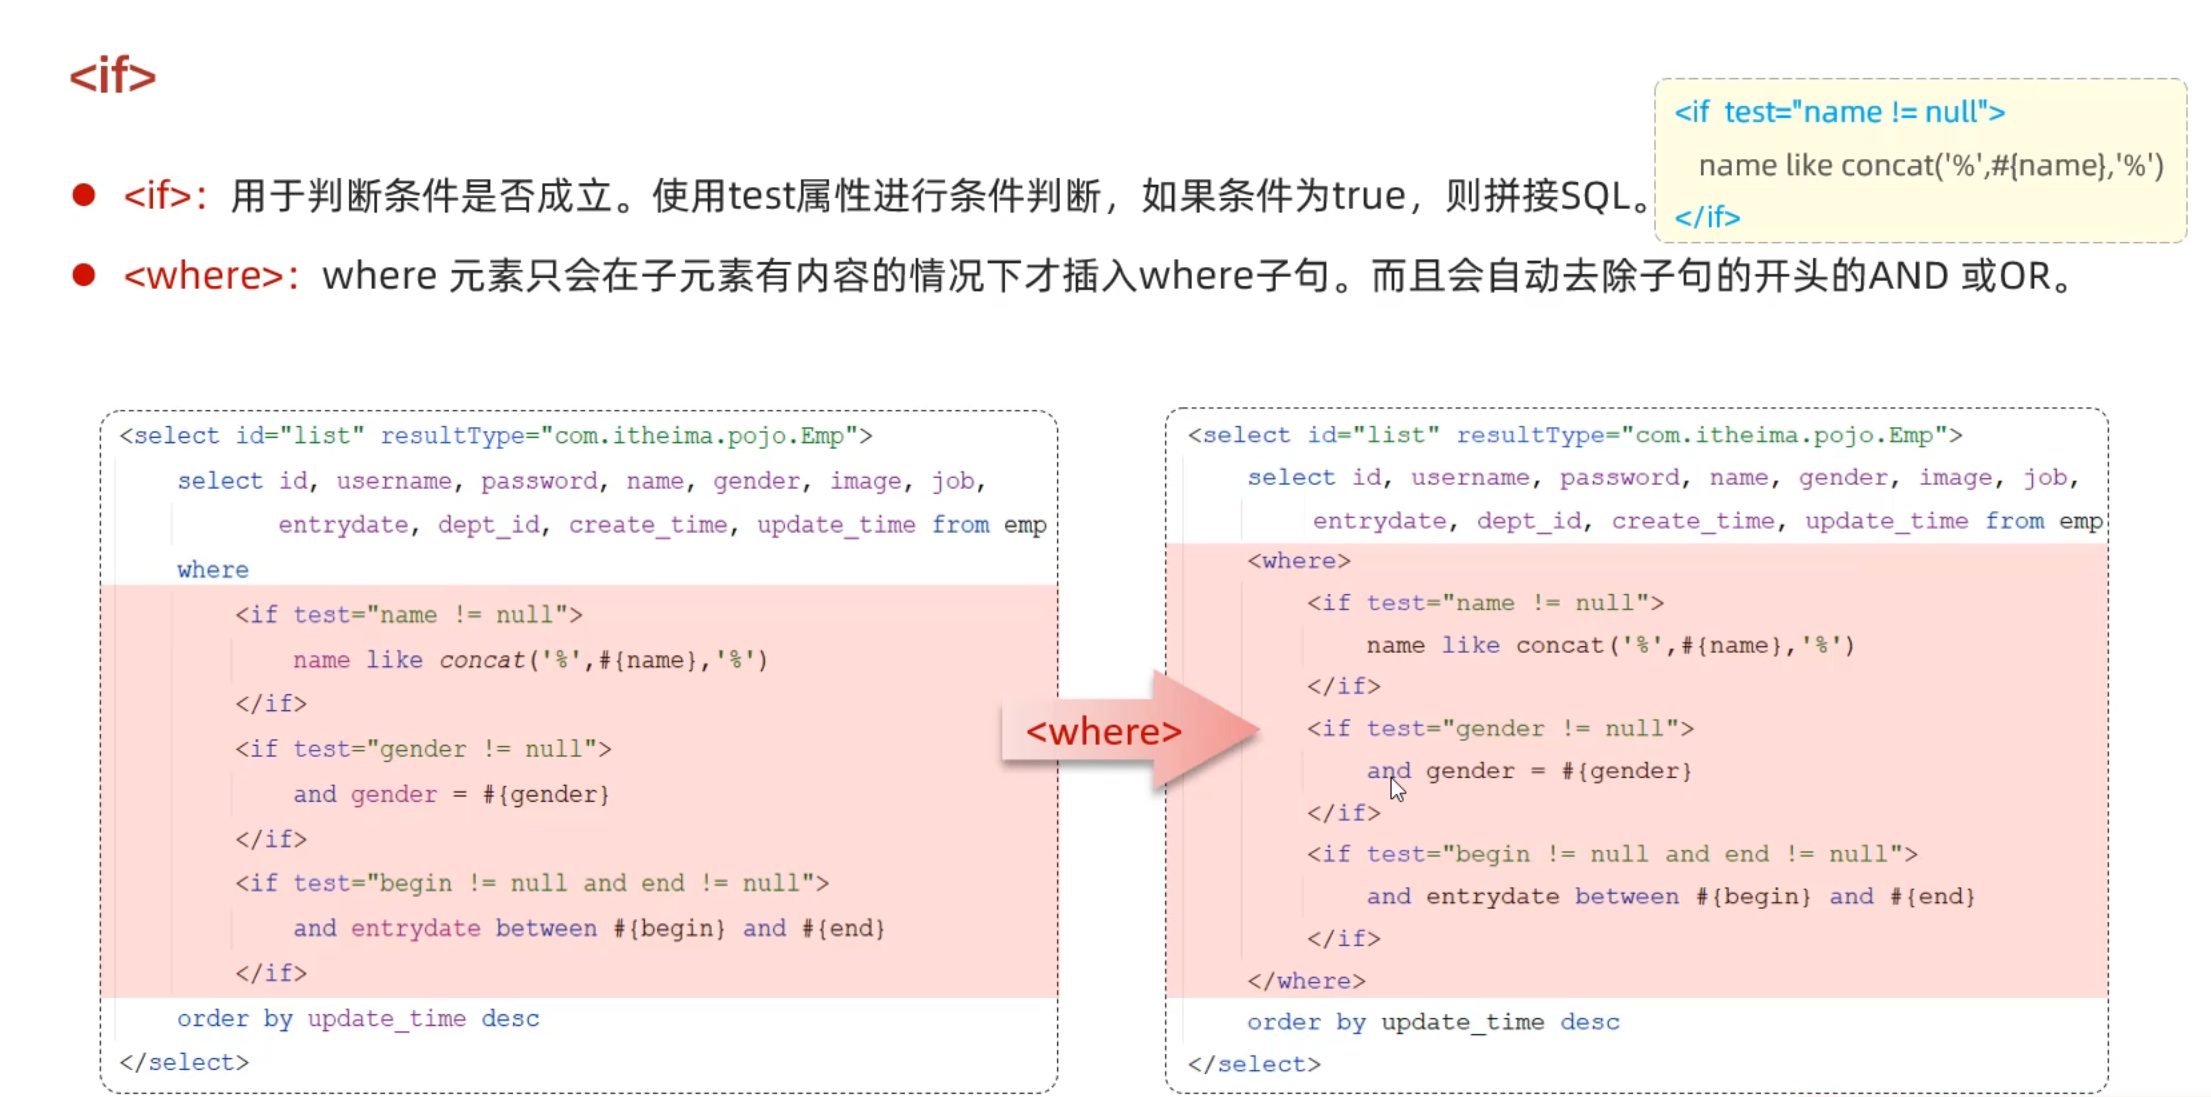 <if>
<if test="name != null">
name like concat('%',#{name},'%')
</if>
<if>：用于判断条件是否成立。使用test属性进行条件判断，如果条件为true，则拼接SQL。
<where>：where 元素只会在子元素有内容的情况下才插入where子句。而且会自动去除子句的开头的AND 或OR。
<select id="list" resultType="com.itheima.pojo.Emp">
select id, username, password, name, gender, image, job,
entrydate, dept_id, create_time, update_time from emp
where
<if test="name != null">
name like concat('%',#{name},'%')
</if>
<if test="gender != null">
and gender = #{gender}
</if>
<if test="begin != null and end != null">
and entrydate between #{begin} and #{end}
</if>
order by update_time desc
</select>
<where>
<select id="list" resultType="com.itheima.pojo.Emp">
select id, username, password, name, gender, image, job,
entrydate, dept_id, create_time, update_time from emp
<where>
<if test="name != null">
name like concat('%',#{name},'%')
</if>
<if test="gender != null">
and gender = #{gender}
</if>
<if test="begin != null and end != null">
and entrydate between #{begin} and #{end}
</if>
</where>
order by update_time desc
</select>